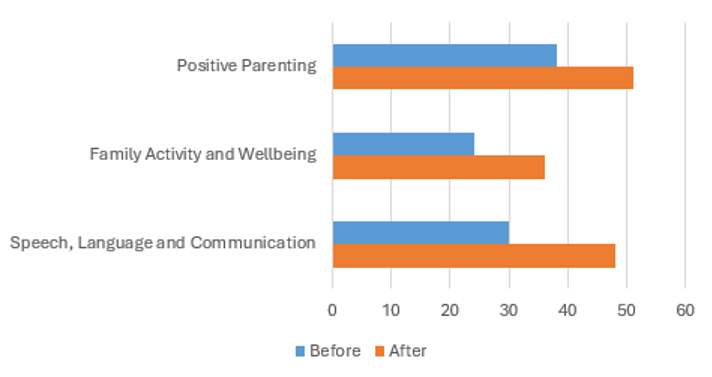 Positive Parenting
Family Activity and Wellbeing
Speech, Language and Communication
0 10 20 30 40 50 60
Before After